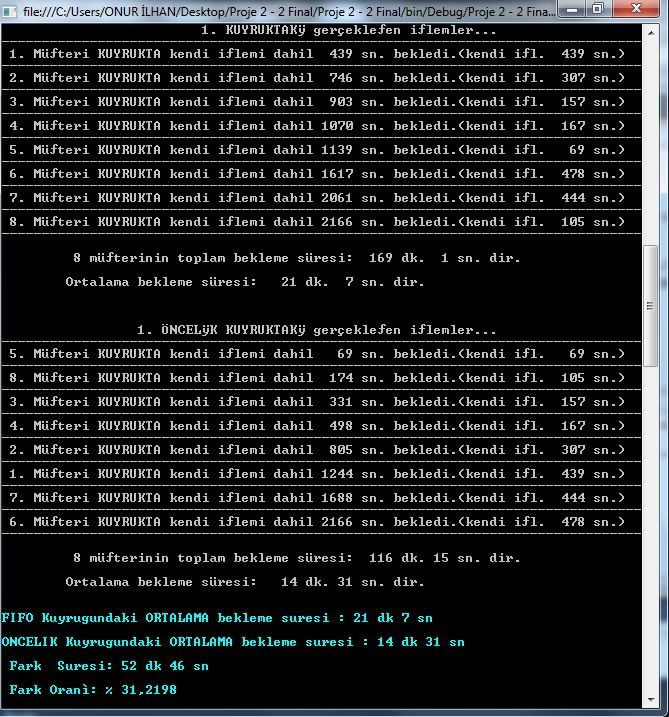 file:///C:/Users/ONUR İLHAN/Desktop/Proje 2 - 2 Final/Proje 2 - 2 Final/bin/Debug/Proje 2 - 2 Fina...
1. KUYRUKTAKÿ gerçeklefen iflemler...
1. Müfteri KUYRUKTA kendi iflemi dahil 439 sn. bekledi.(kendi ifl. 439 sn.)
2. Müfteri KUYRUKTA kendi iflemi dahil 746 sn. bekledi.(kendi ifl. 307 sn.)
3. Müfteri KUYRUKTA kendi iflemi dahil 903 sn. bekledi.(kendi ifl. 157 sn.)
4. Müfteri KUYRUKTA kendi iflemi dahil 1070 sn. bekledi.(kendi ifl. 167 sn.)
5. Müfteri KUYRUKTA kendi iflemi dahil 1139 sn. bekledi.(kendi ifl. 69 sn.)
6. Müfteri KUYRUKTA kendi iflemi dahil 1617 sn. bekledi.(kendi ifl. 478 sn.)
7. Müfteri KUYRUKTA kendi iflemi dahil 2061 sn. bekledi.(kendi ifl. 444 sn.)
8. Müfteri KUYRUKTA kendi iflemi dahil 2166 sn. bekledi.(kendi ifl. 105 sn.)
8 müfterinin toplam bekleme süresi: 169 dk. 1 sn. dir.
Ortalama bekleme süresi: 21 dk. 7 sn. dir.
1. ÖNCELÿK KUYRUKTAKÿ gerçeklefen iflemler...
5. Müfteri KUYRUKTA kendi iflemi dahil 69 sn. bekledi.(kendi ifl. 69 sn.)
8. Müfteri KUYRUKTA kendi iflemi dahil 174 sn. bekledi.(kendi ifl. 105 sn.)
3. Müfteri KUYRUKTA kendi iflemi dahil 331 sn. bekledi.(kendi ifl. 157 sn.)
4. Müfteri KUYRUKTA kendi iflemi dahil 498 sn. bekledi.(kendi ifl. 167 sn.)
2. Müfteri KUYRUKTA kendi iflemi dahil 805 sn. bekledi.(kendi ifl. 307 sn.)
1. Müfteri KUYRUKTA kendi iflemi dahil 1244 sn. bekledi.(kendi ifl. 439 sn.)
7. Müfteri KUYRUKTA kendi iflemi dahil 1688 sn. bekledi.(kendi ifl. 444 sn.)
6. Müfteri KUYRUKTA kendi iflemi dahil 2166 sn. bekledi.(kendi ifl. 478 sn.)
8 müfterinin toplam bekleme süresi: 116 dk. 15 sn. dir.
Ortalama bekleme süresi: 14 dk. 31 sn. dir.
FIFO Kuyrugundaki ORTALAMA bekleme suresi : 21 dk 7 sn
ONCELIK Kuyrugundaki ORTALAMA bekleme suresi : 14 dk 31 sn
Fark Suresi: 52 dk 46 sn
Fark Oranì: % 31,2198